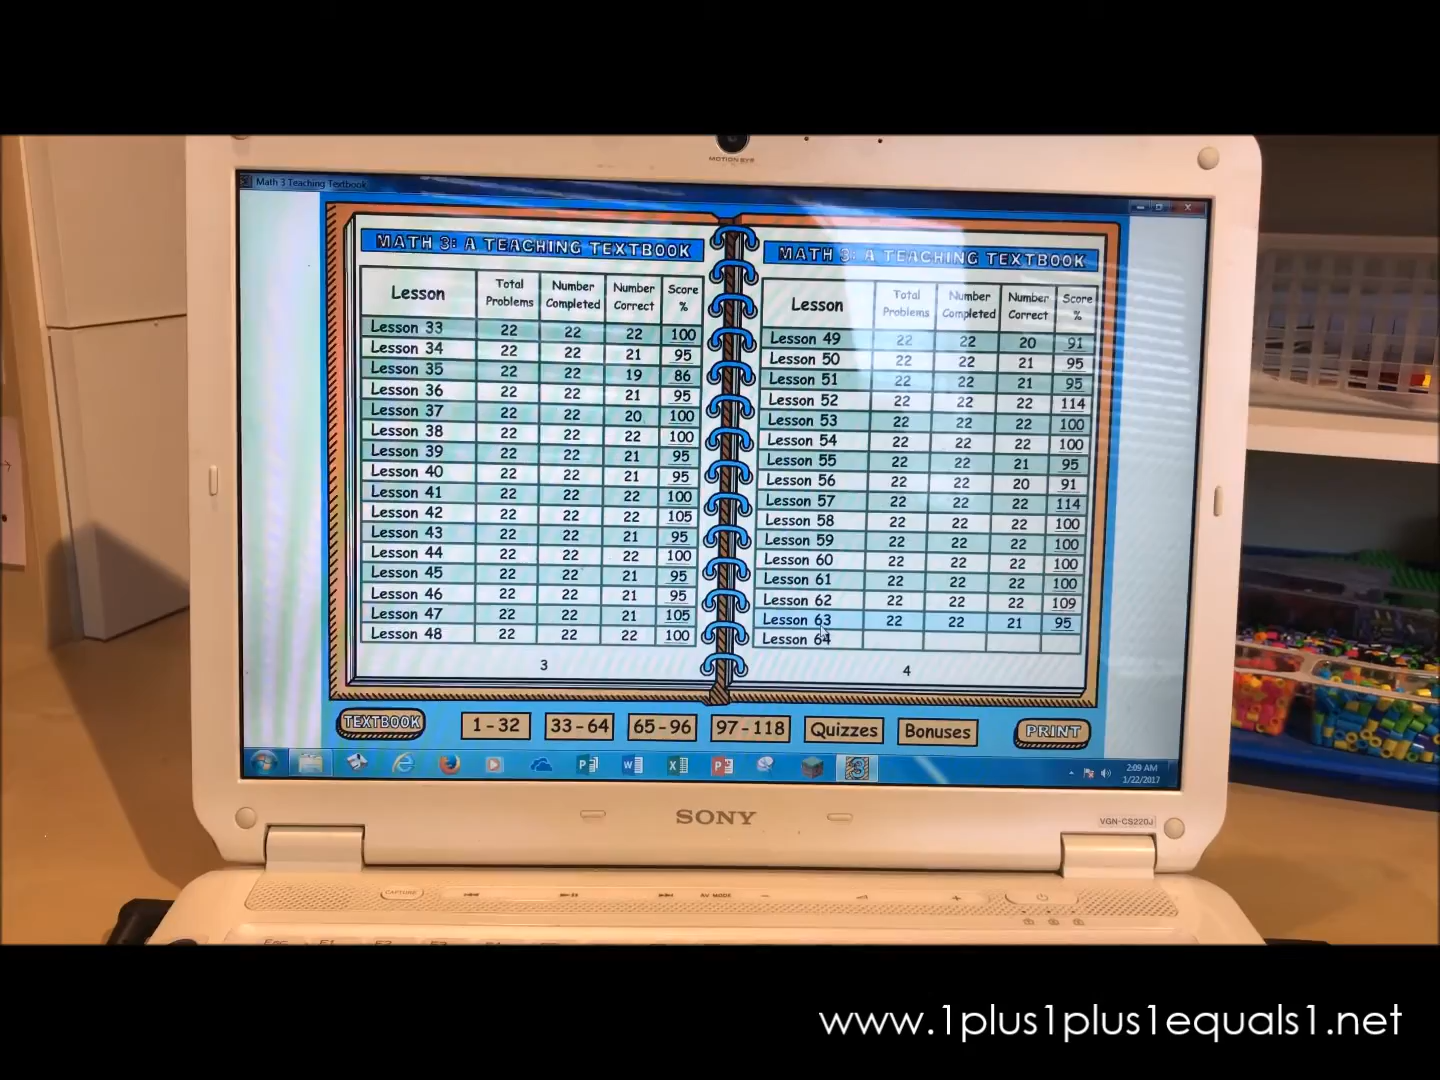 MOTION EYE
Math 3 Teaching Textbook
MATH 3: A TEACHING TEXTBOOK
Lesson Total Problems Number Completed Number Correct Score %
Lesson 33 22 22 22 100
Lesson 34 22 22 21 95
Lesson 35 22 22 19 86
Lesson 36 22 22 21 95
Lesson 37 22 22 20 100
Lesson 38 22 22 22 100
Lesson 39 22 22 21 95
Lesson 40 22 22 21 95
Lesson 41 22 22 22 100
Lesson 42 22 22 22 105
Lesson 43 22 22 21 95
Lesson 44 22 22 22 100
Lesson 45 22 22 21 95
Lesson 46 22 22 21 95
Lesson 47 22 22 21 105
Lesson 48 22 22 22 100
3
MATH 3: A TEACHING TEXTBOOK
Lesson Total Problems Number Completed Number Correct Score %
Lesson 49 22 22 20 91
Lesson 50 22 22 21 95
Lesson 51 22 22 21 95
Lesson 52 22 22 22 114
Lesson 53 22 22 22 100
Lesson 54 22 22 22 100
Lesson 55 22 22 21 95
Lesson 56 22 22 20 91
Lesson 57 22 22 22 114
Lesson 58 22 22 22 100
Lesson 59 22 22 22 100
Lesson 60 22 22 22 100
Lesson 61 22 22 22 100
Lesson 62 22 22 22 109
Lesson 63 22 22 21 95
Lesson 64
4
TEXTBOOK 1-32 33-64 65-96 97-118 Quizzes Bonuses PRINT
2:09 AM
1/22/2017
SONY
VGN-CS220J
CAPTURE
AV MODE
www.1plus1plus1equals1.net